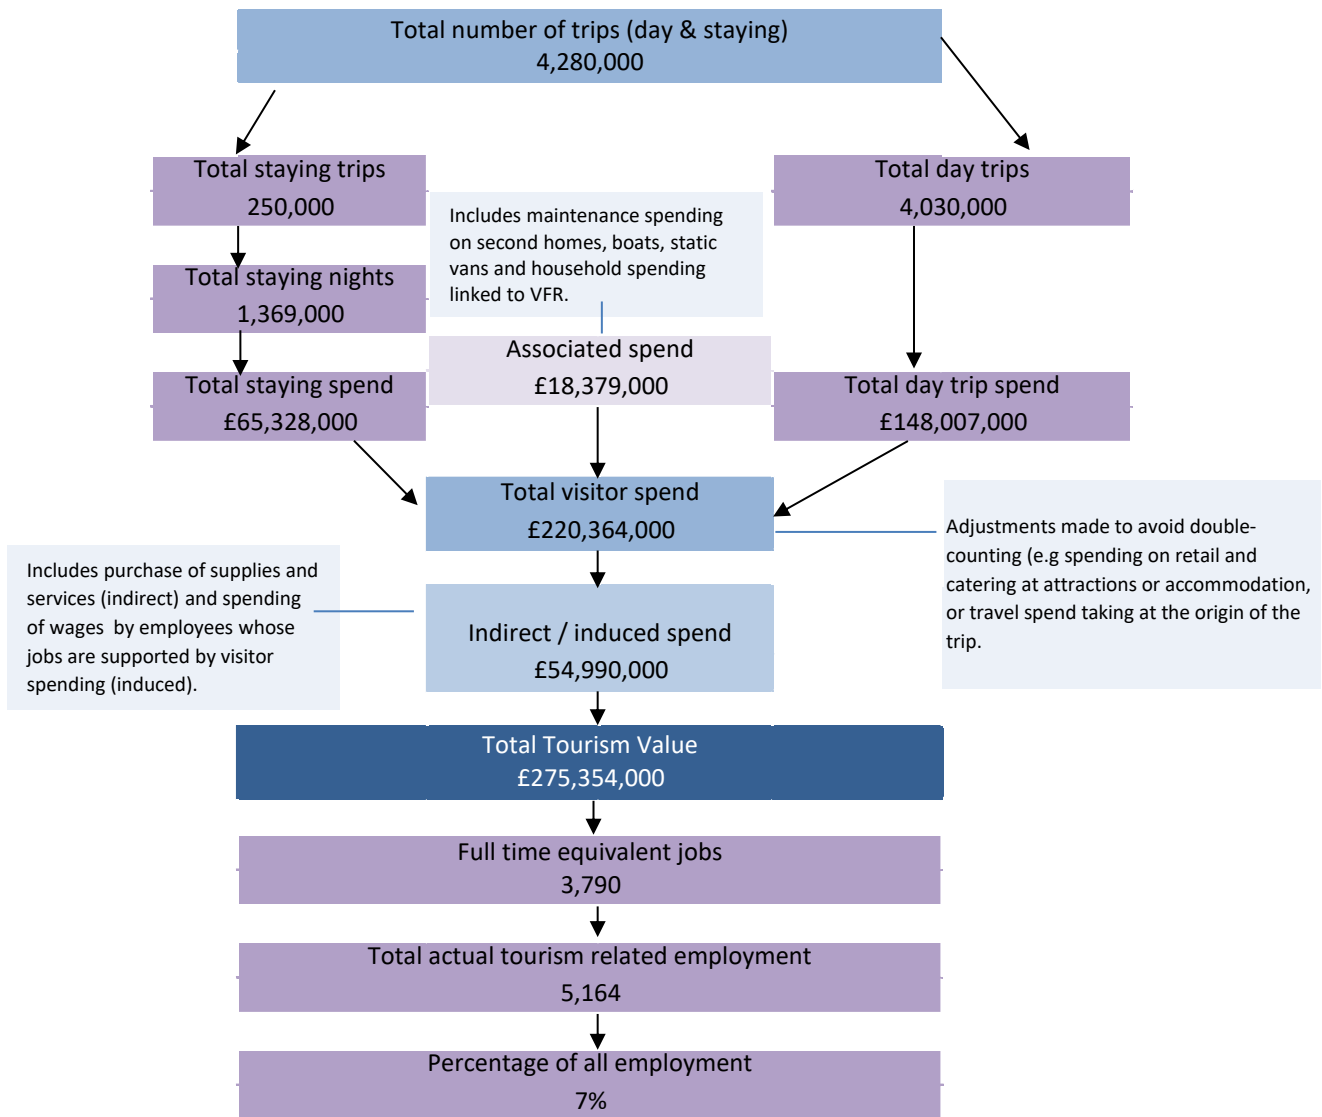 Total number of trips (day & staying)
4,280,000
Total staying trips
250,000
Total day trips
4,030,000
Includes maintenance spending
on second homes, boats, static
vans and household spending
linked to VFR.
Total staying nights
1,369,000
Associated spend
£18,379,000
Total staying spend
£65,328,000
Total day trip spend
£148,007,000
Total visitor spend
£220,364,000
Adjustments made to avoid double-
counting (e.g spending on retail and
catering at attractions or accommodation,
or travel spend taking at the origin of the
trip.
Includes purchase of supplies and
services (indirect) and spending
of wages by employees whose
jobs are supported by visitor
spending (induced).
Indirect / induced spend
£54,990,000
Total Tourism Value
£275,354,000
Full time equivalent jobs
3,790
Total actual tourism related employment
5,164
Percentage of all employment
7%